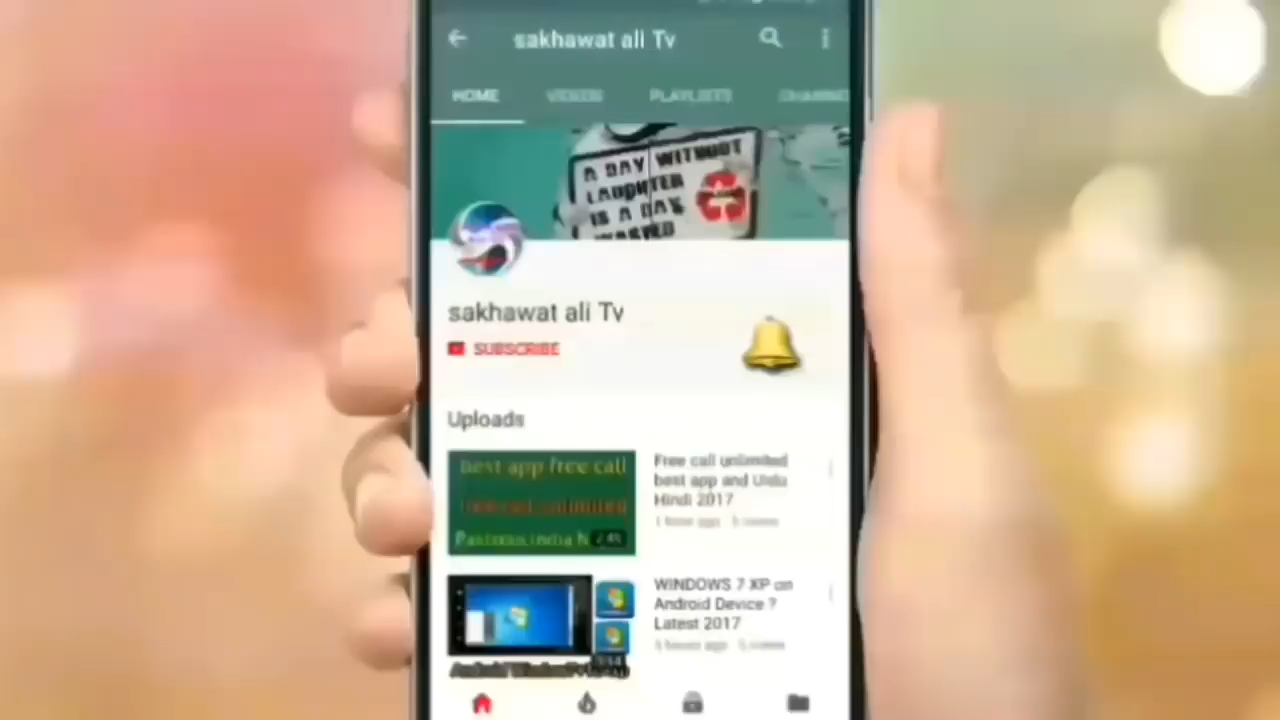 sakhawat ali Tv
HOME VIDEOS PLAYLISTS
A DAY WITHOUT
LAUGHTER
IS A DAY
WASTED
sakhawat ali Tv
SUBSCRIBE
Uploads
best app free call
Free call unlimited
best app and Urdu
Hindi 2017
WINDOWS 7 XP on
Android Device ?
Latest 2017